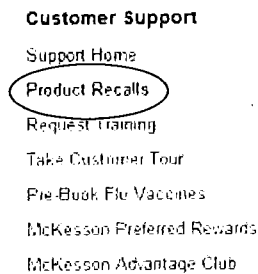 Customer Support
Support Home
Product Recalls
Request Training
Take Customer Tour
Pre-Book Flu Vaccines
McKesson Preferred Rewards
McKesson Advantage Club